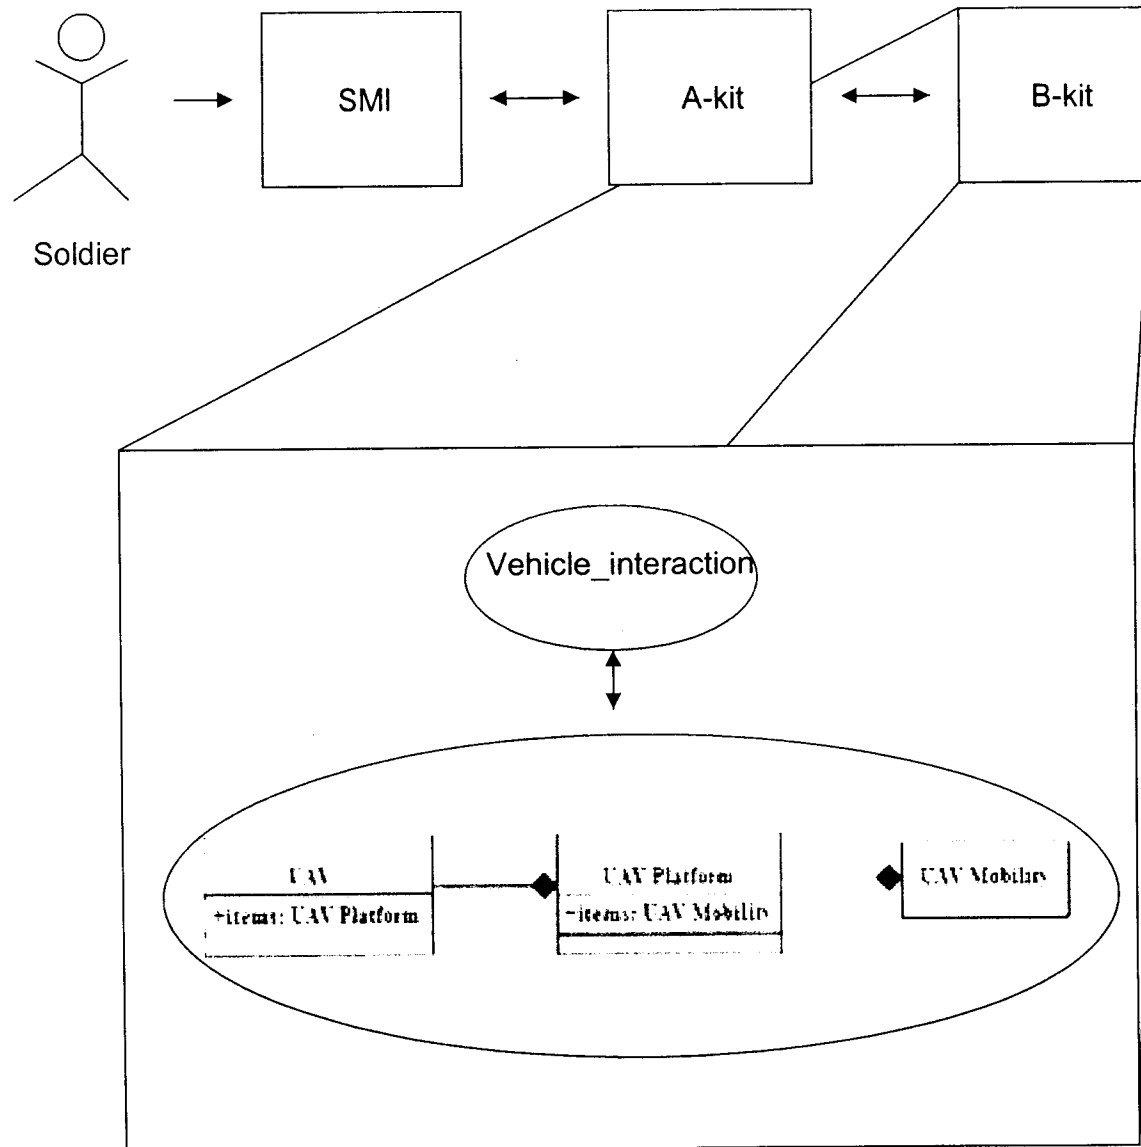 SMI
A-kit
B-kit
Soldier
Vehicle_interaction
UAV
+items: UAV Platform
UAV Platform
+items: UAV Mobility
UAV Mobility